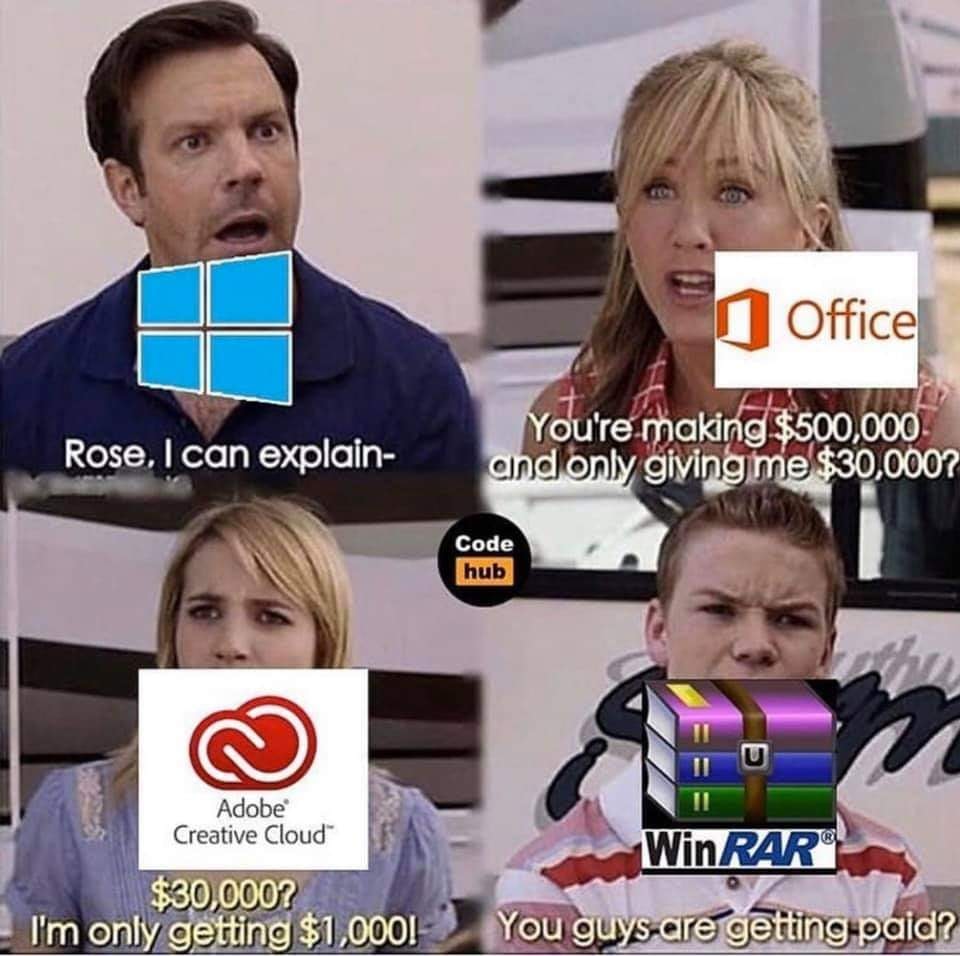 Office
Rose, I can explain-
You're making $500,000
and only giving me $30,000?
Code
hub
Adobe®
Creative Cloud™
$30,000?
I'm only getting $1,000!
U
WinRAR®
You guys are getting paid?